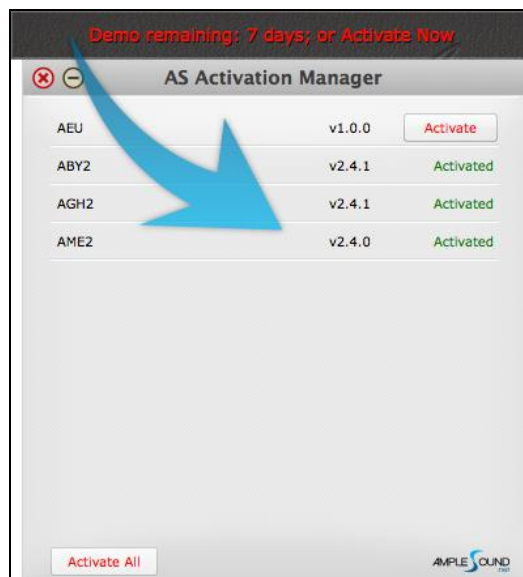 Demo remaining: 7 days; or Activate Now
AS Activation Manager
AEU v1.0.0 Activate
ABY2 v2.4.1 Activated
AGH2 v2.4.1 Activated
AME2 v2.4.0 Activated
Activate All
AMPLE SOUND
.net